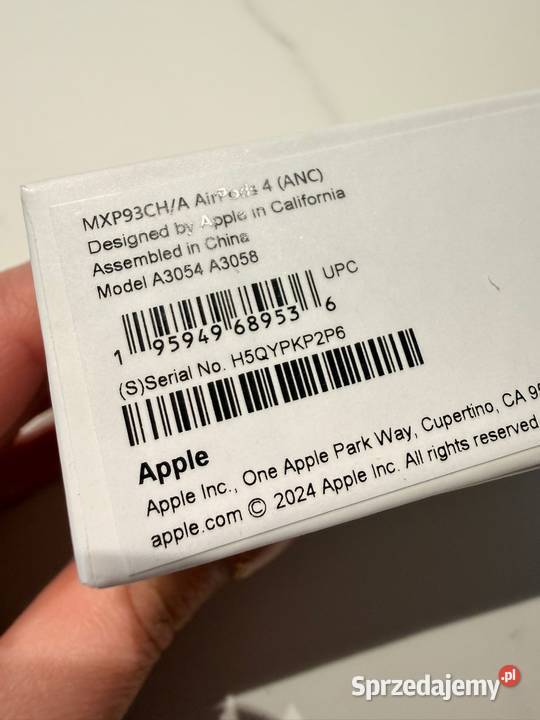 MXP93CH/A AirPods 4 (ANC)
Designed by Apple in California
Assembled in China
Model A3054 A3058
UPC
1 95949 68953 6
(S)Serial No. H5QYPKP2P6
Apple
Apple Inc., One Apple Park Way, Cupertino, CA 95
apple.com © 2024 Apple Inc. All rights reserved
Sprzedajemy.pl